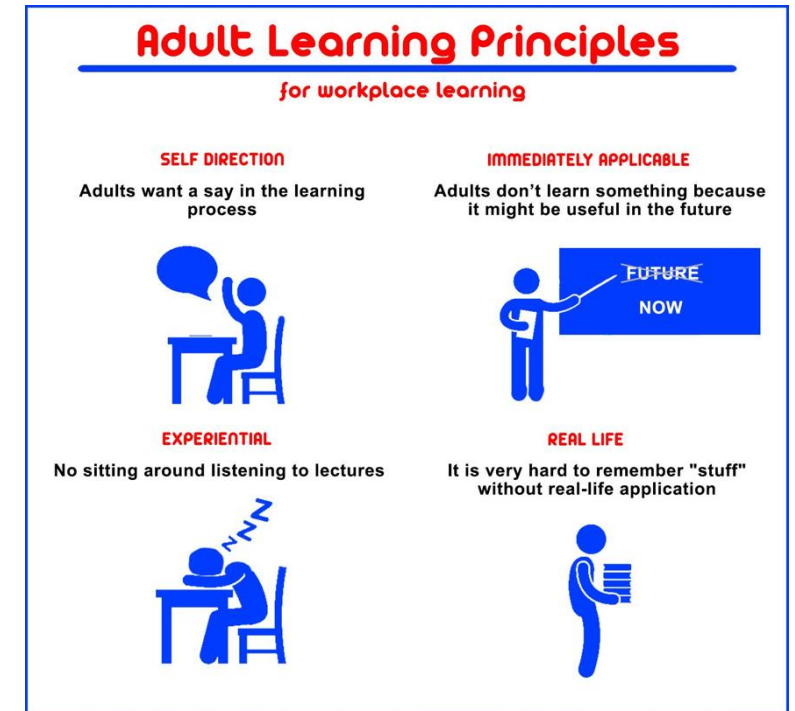 Adult Learning Principles
for workplace learning
SELF DIRECTION
Adults want a say in the learning
process
IMMEDIATELY APPLICABLE
Adults don't learn something because
it might be useful in the future
FUTURE
NOW
EXPERIENTIAL
No sitting around listening to lectures
ZZZZ
REAL LIFE
It is very hard to remember "stuff"
without real-life application